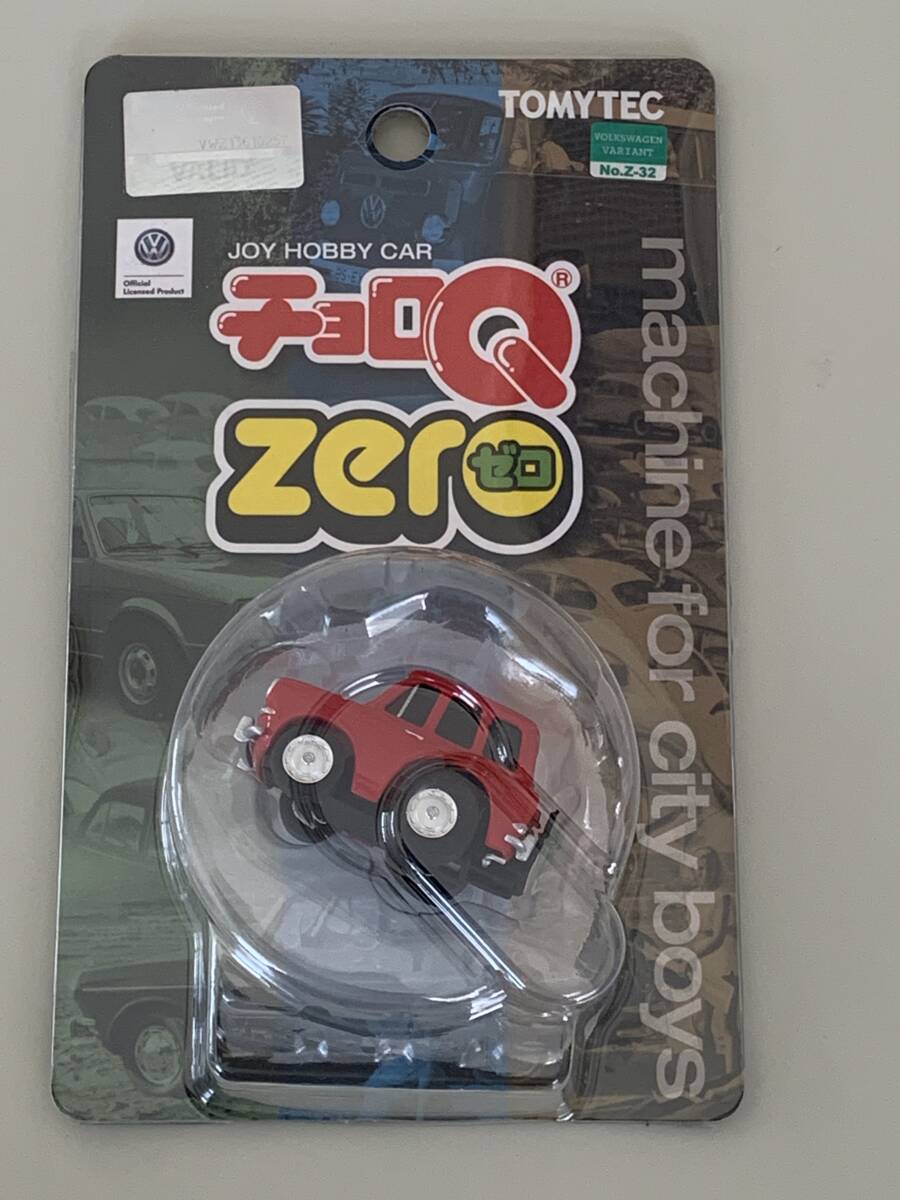 TOMYTEC
VOLKSWAGEN
VARIANT
No.Z-32
Official
Licensed Product
JOY HOBBY CAR
チョロQ®
zero
ゼロ
machine for city boys